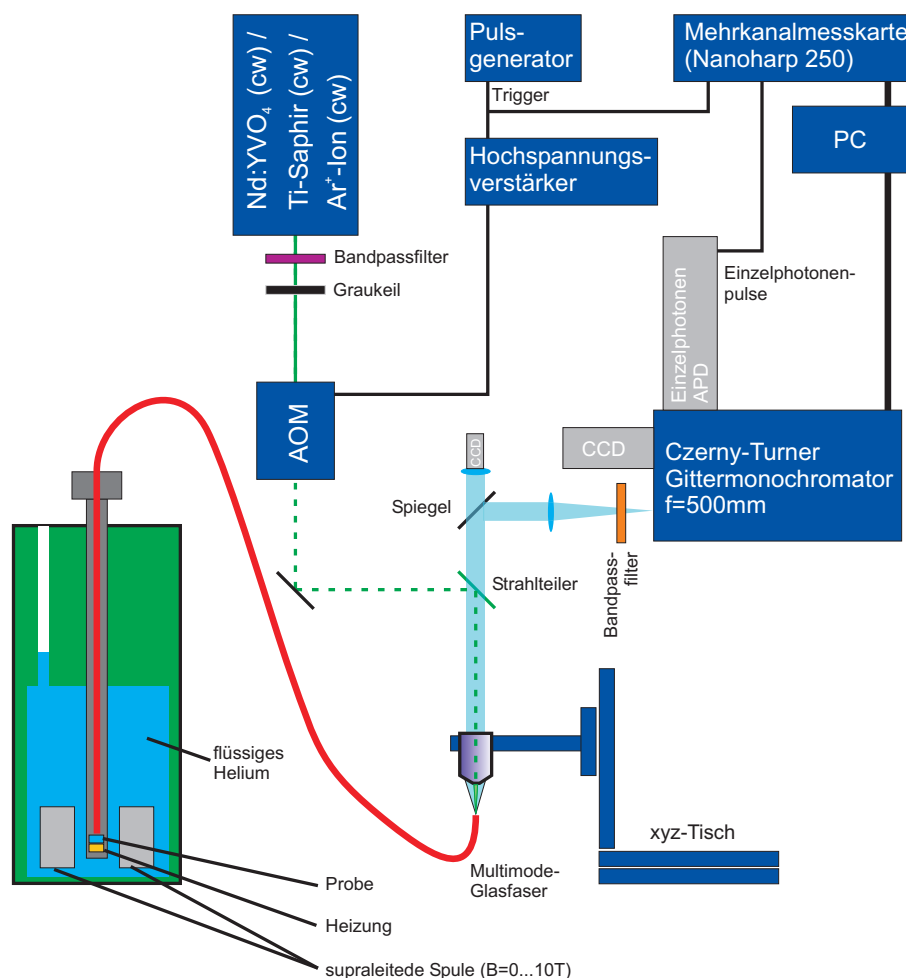 Nd:YVO₄ (cw) /
Ti-Saphir (cw) /
Ar⁺-Ion (cw)
Puls-
generator
Mehrkanalmesskarte
(Nanoharp 250)
Trigger
PC
Hochspannungs-
verstärker
Bandpassfilter
Graukeil
Einzelphotonen-
pulse
Einzelphotonen
APD
AOM
CCD
CCD
Czerny-Turner
Gittermonochromator
f=500mm
Spiegel
Strahlteiler
Bandpass-
filter
flüssiges
Helium
xyz-Tisch
Multimode-
Glasfaser
Probe
Heizung
supraleitede Spule (B=0...10T)